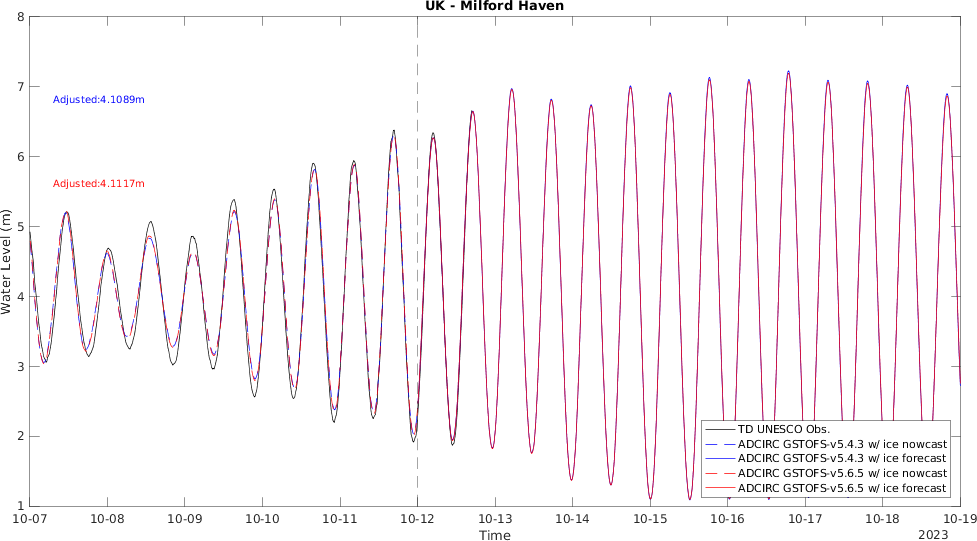 UK - Milford Haven
8
7
6
5
4
3
2
1
Water Level (m)
Adjusted:4.1089m
Adjusted:4.1117m
TD UNESCO Obs.
ADCIRC GSTOFS-v5.4.3 w/ ice nowcast
ADCIRC GSTOFS-v5.4.3 w/ ice forecast
ADCIRC GSTOFS-v5.6.5 w/ ice nowcast
ADCIRC GSTOFS-v5.6.5 w/ ice forecast
10-07 10-08 10-09 10-10 10-11 10-12 10-13 10-14 10-15 10-16 10-17 10-18 10-19
Time
2023